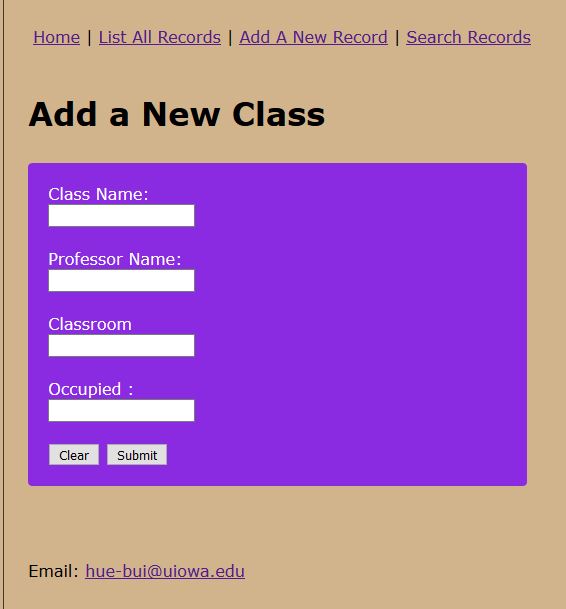 Home | List All Records | Add A New Record | Search Records
Add a New Class
Class Name:
Professor Name:
Classroom
Occupied :
Clear Submit
Email: hue-bui@uiowa.edu